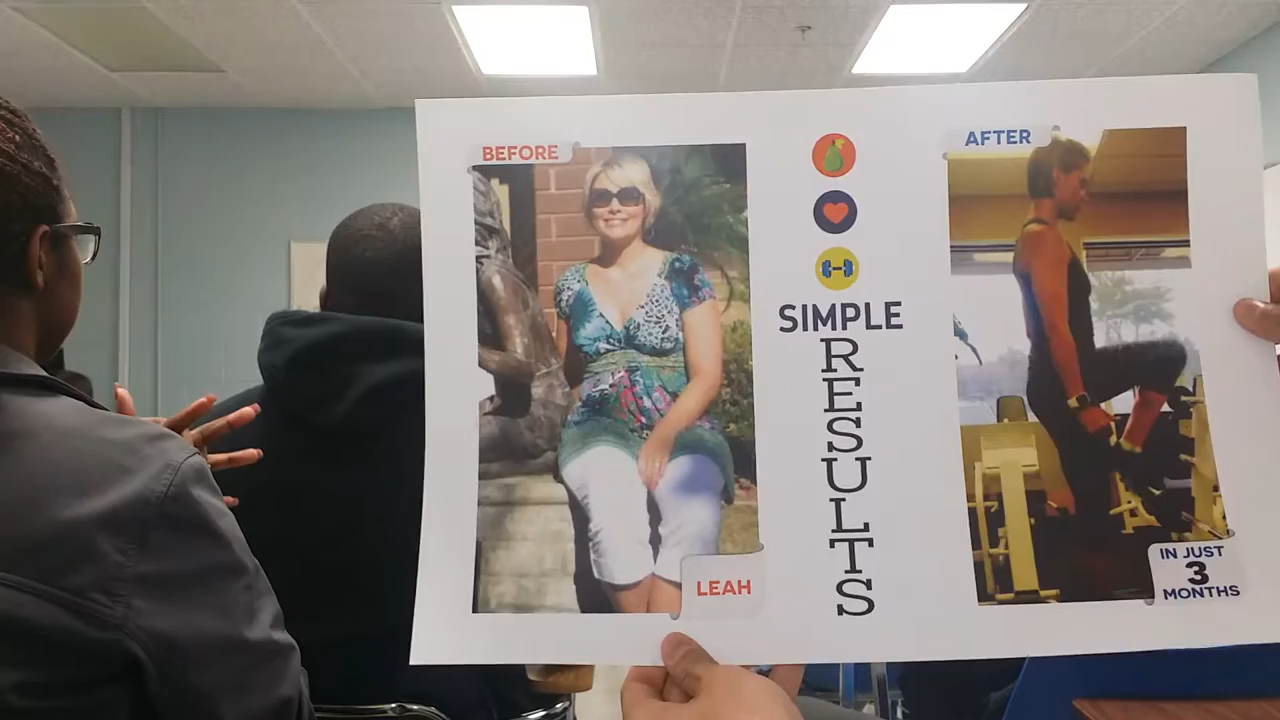 BEFORE
LEAH
SIMPLE
RESULTS
AFTER
IN JUST
3
MONTHS